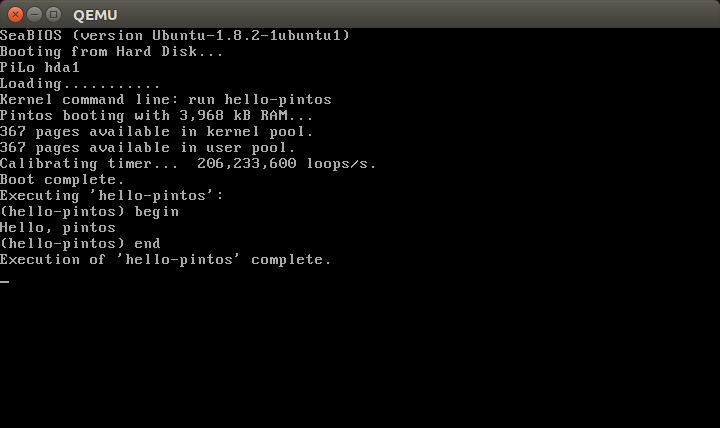 QEMU
SeaBIOS (version Ubuntu-1.8.2-1ubuntu1)
Booting from Hard Disk...
PiLo hda1
Loading...........
Kernel command line: run hello-pintos
Pintos booting with 3,968 kB RAM...
367 pages available in kernel pool.
367 pages available in user pool.
Calibrating timer...  206,233,600 loops/s.
Boot complete.
Executing 'hello-pintos':
(hello-pintos) begin
Hello, pintos
(hello-pintos) end
Execution of 'hello-pintos' complete.